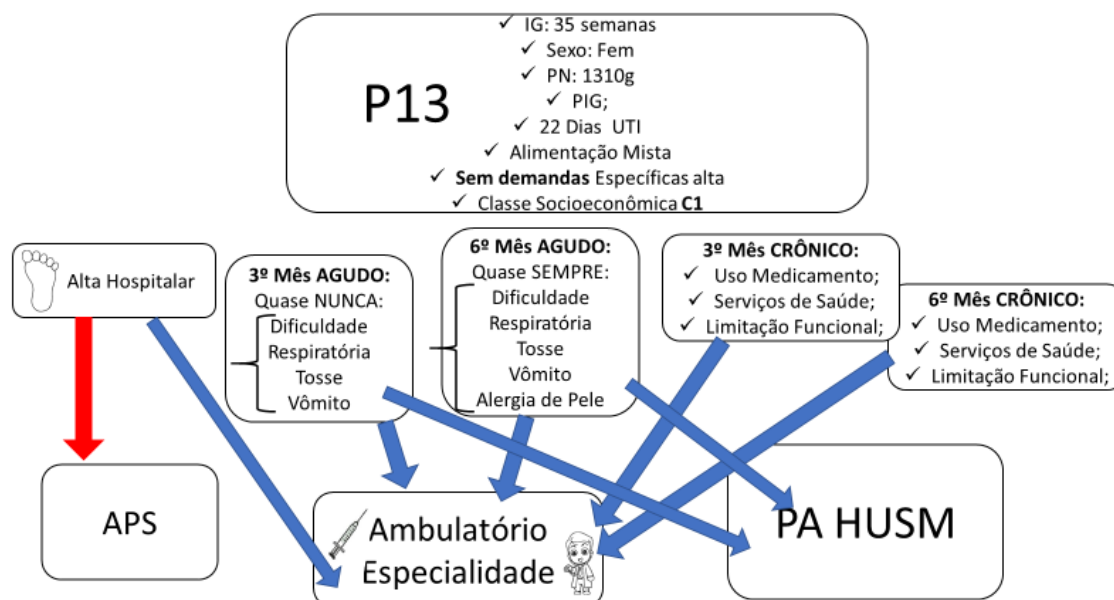 P13
✓ IG: 35 semanas
✓ Sexo: Fem
✓ PN: 1310g
✓ PIG;
✓ 22 Dias UTI
✓ Alimentação Mista
✓ Sem demandas Específicas alta
✓ Classe Socioeconômica C1
Alta Hospitalar
3º Mês AGUDO:
Quase NUNCA:
Dificuldade
Respiratória
Tosse
Vômito
6º Mês AGUDO:
Quase SEMPRE:
Dificuldade
Respiratória
Tosse
Vômito
Alergia de Pele
3º Mês CRÔNICO:
✓ Uso Medicamento;
✓ Serviços de Saúde;
✓ Limitação Funcional;
6º Mês CRÔNICO:
✓ Uso Medicamento;
✓ Serviços de Saúde;
✓ Limitação Funcional;
APS
Ambulatório
Especialidade
PA HUSM